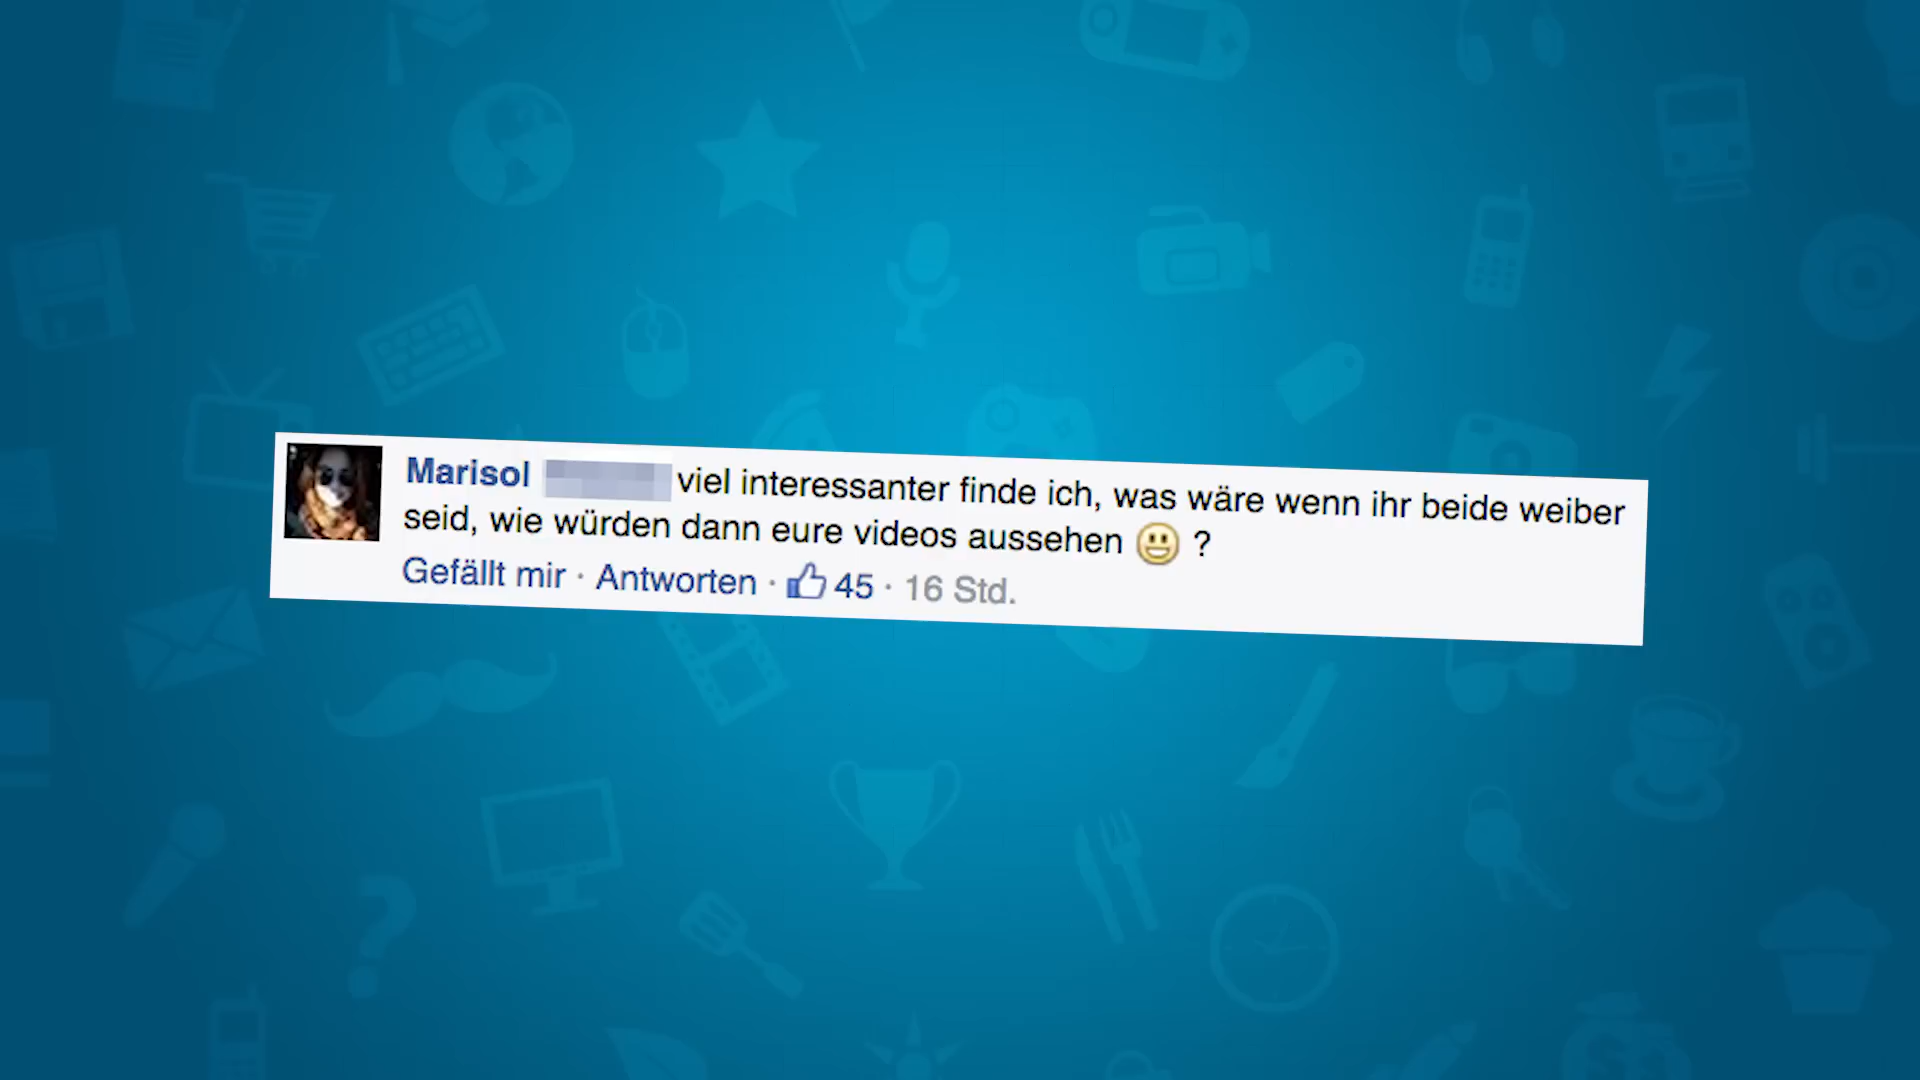 Marisol viel interessanter finde ich, was wäre wenn ihr beide weiber
seid, wie würden dann eure videos aussehen 😃 ?
Gefällt mir · Antworten · 45 · 16 Std.